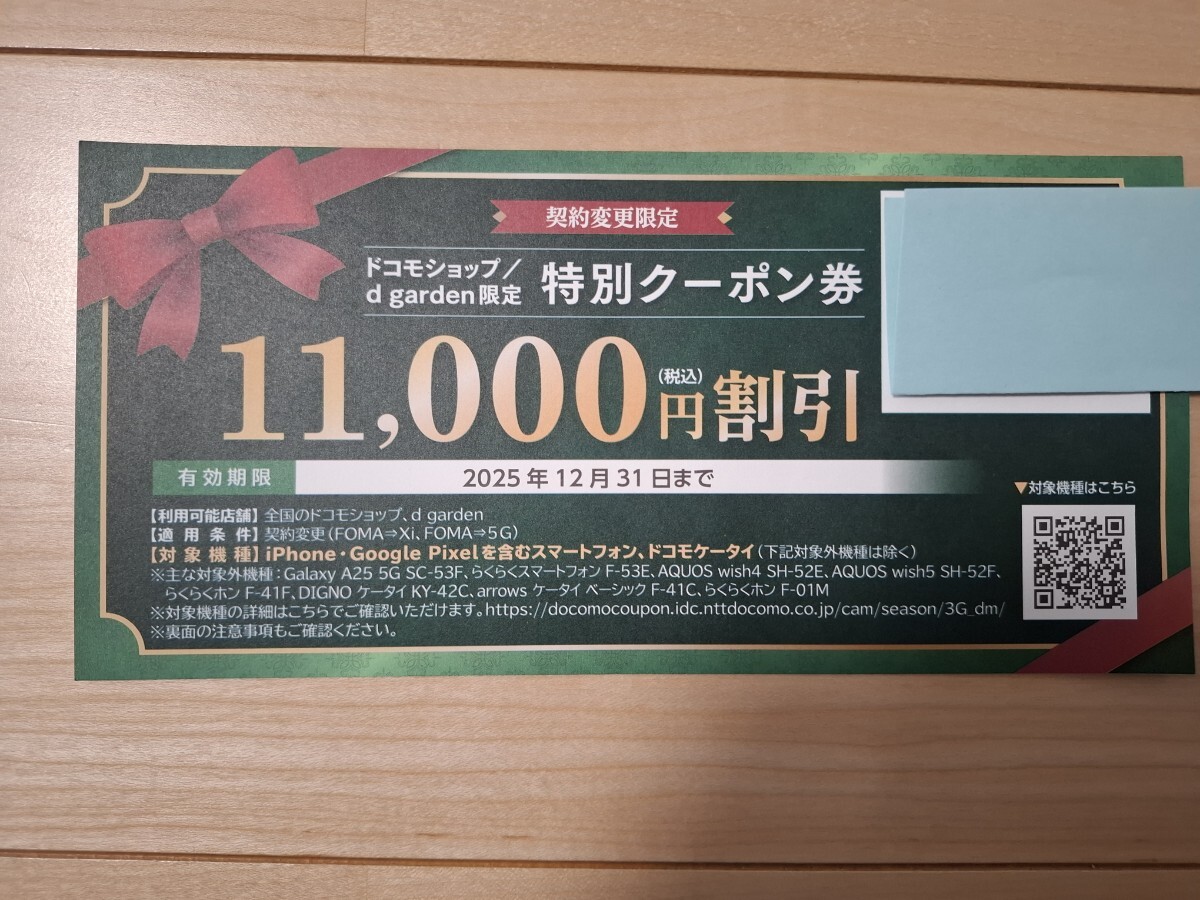 契約変更限定
ドコモショップ/
d garden限定
特別クーポン券
11,000円(税込)割引
有効期限 2025年12月31日まで
▼対象機種はこちら
【利用可能店舗】全国のドコモショップ、d garden
【適用条件】契約変更(FOMA⇒Xi、FOMA⇒5G)
【対象機種】iPhone・Google Pixelを含むスマートフォン、ドコモケータイ(下記対象外機種は除く)
※主な対象外機種:Galaxy A25 5G SC-53F、らくらくスマートフォン F-53E、AQUOS wish4 SH-52E、AQUOS wish5 SH-52F、
らくらくホン F-41F、DIGNO ケータイ KY-42C、arrows ケータイ ベーシック F-41C、らくらくホン F-01M
※対象機種の詳細はこちらでご確認いただけます。https://docomocoupon.idc.nttdocomo.co.jp/cam/season/3G_dm/
※裏面の注意事項もご確認ください。